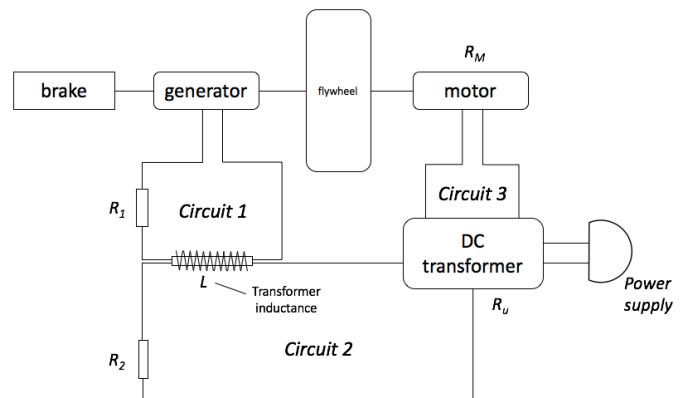 R_M
brake
generator
flywheel
motor
R_1
Circuit 1
Circuit 3
DC
transformer
L
Transformer
inductance
Power
supply
R_u
R_2
Circuit 2